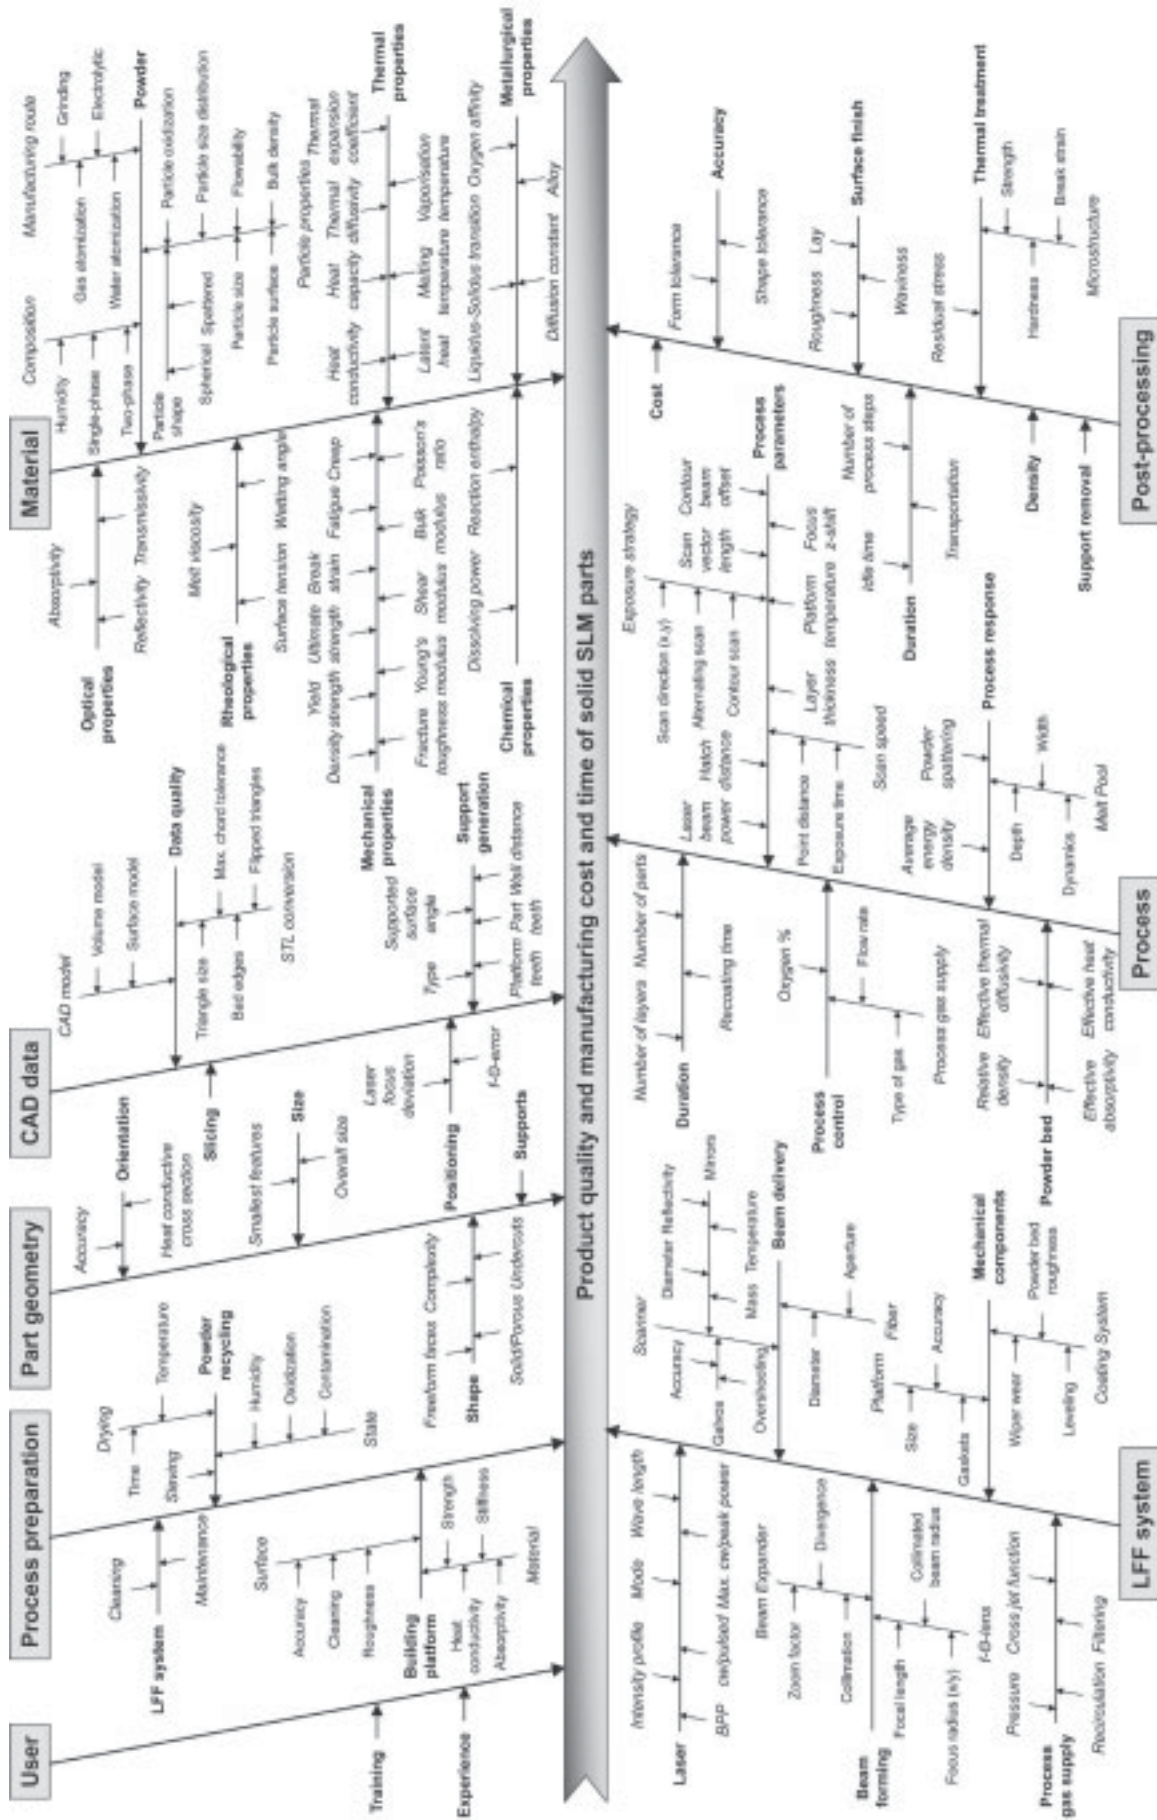 User
Process preparation
Part geometry
CAD data
Material
Training
Experience
Cleaning
LFF system
Maintenance
Drying
Time
Temperature
Sieving
Powder
recycling
Humidity
Oxidization
Contamination
State
Surface
Accuracy
Cleaning
Roughness
Building
platform
Strength
Stiffness
Heat
conductivity
Absorptivity
Material
Accuracy
Orientation
Heat conductive
cross section
Smallest features
Size
Overall size
Freeform faces Complexity
Shape
Solid/Porous Undercuts
Supports
CAD model
Volume model
Surface model
Data quality
Triangle size
Max. chord tolerance
Bad edges
Flipped triangles
STL conversion
Slicing
Laser
focus
deviation
Positioning
f-Θ-error
Type
Supported
surface
angle
Support
generation
Platform
teeth
Part
teeth
Wall distance
Absorptivity
Optical
properties
Reflectivity Transmissivity
Composition
Humidity
Single-phase
Two-phase
Manufacturing route
Grinding
Gas atomization
Electrolytic
Water atomization
Powder
Particle
shape
Particle oxidization
Spherical Spattered
Particle size distribution
Particle size
Flowability
Particle surface
Bulk density
Particle properties
Melt viscosity
Rheological
properties
Surface tension Wetting angle
Heat
conductivity
Heat
capacity
Thermal
diffusivity
Thermal
expansion
coefficient
Thermal
properties
Latent
heat
Melting
temperature
Vaporisation
temperature
Density
Yield
strength
Ultimate
strength
Break
strain
Fatigue
Creep
Mechanical
properties
Fracture
toughness
Young's
modulus
Shear
modulus
Bulk
modulus
Poisson's
ratio
Liquidus-Solidus transition
Oxygen affinity
Metallurgical
properties
Diffusion constant
Alloy
Dissolving power
Reaction enthalpy
Chemical
properties
Product quality and manufacturing cost and time of solid SLM parts
Intensity profile
Mode
Wave length
Laser
BPP
cw/pulsed
Max. cw/peak power
Scanner
Accuracy
Galvos
Overshooting
Diameter
Reflectivity
Mirrors
Mass
Temperature
Beam delivery
Diameter
Aperture
Fiber
Beam Expander
Zoom factor
Divergence
Collimation
Beam
forming
Focal length
Collimated
beam radius
Focus radius (x/y)
f-Θ-lens
Platform
Size
Accuracy
Gaskets
Mechanical
components
Wiper wear
Powder bed
roughness
Leveling
Coating System
Pressure
Cross jet function
Process
gas supply
Recirculation
Filtering
LFF system
Number of layers
Number of parts
Duration
Recoating time
Laser
beam
power
Hatch
distance
Exposure strategy
Scan direction (x,y)
Alternating scan
Contour scan
Scan
vector
length
Contour
beam
offset
Process
parameters
Point distance
Exposure time
Scan speed
Layer
thickness
Platform
temperature
Focus
z-shift
Oxygen %
Process
control
Flow rate
Type of gas
Process gas supply
Average
energy
density
Powder
spattering
Process response
Depth
Width
Dynamics
Melt Pool
Relative
density
Effective thermal
diffusivity
Powder bed
Effective
absorptivity
Effective heat
conductivity
Process
Cost
Form tolerance
Accuracy
Shape tolerance
Roughness
Lay
Surface finish
Waviness
Idle time
Number of
process steps
Duration
Transportation
Residual stress
Thermal treatment
Strength
Hardness
Break strain
Microstructure
Density
Support removal
Post-processing